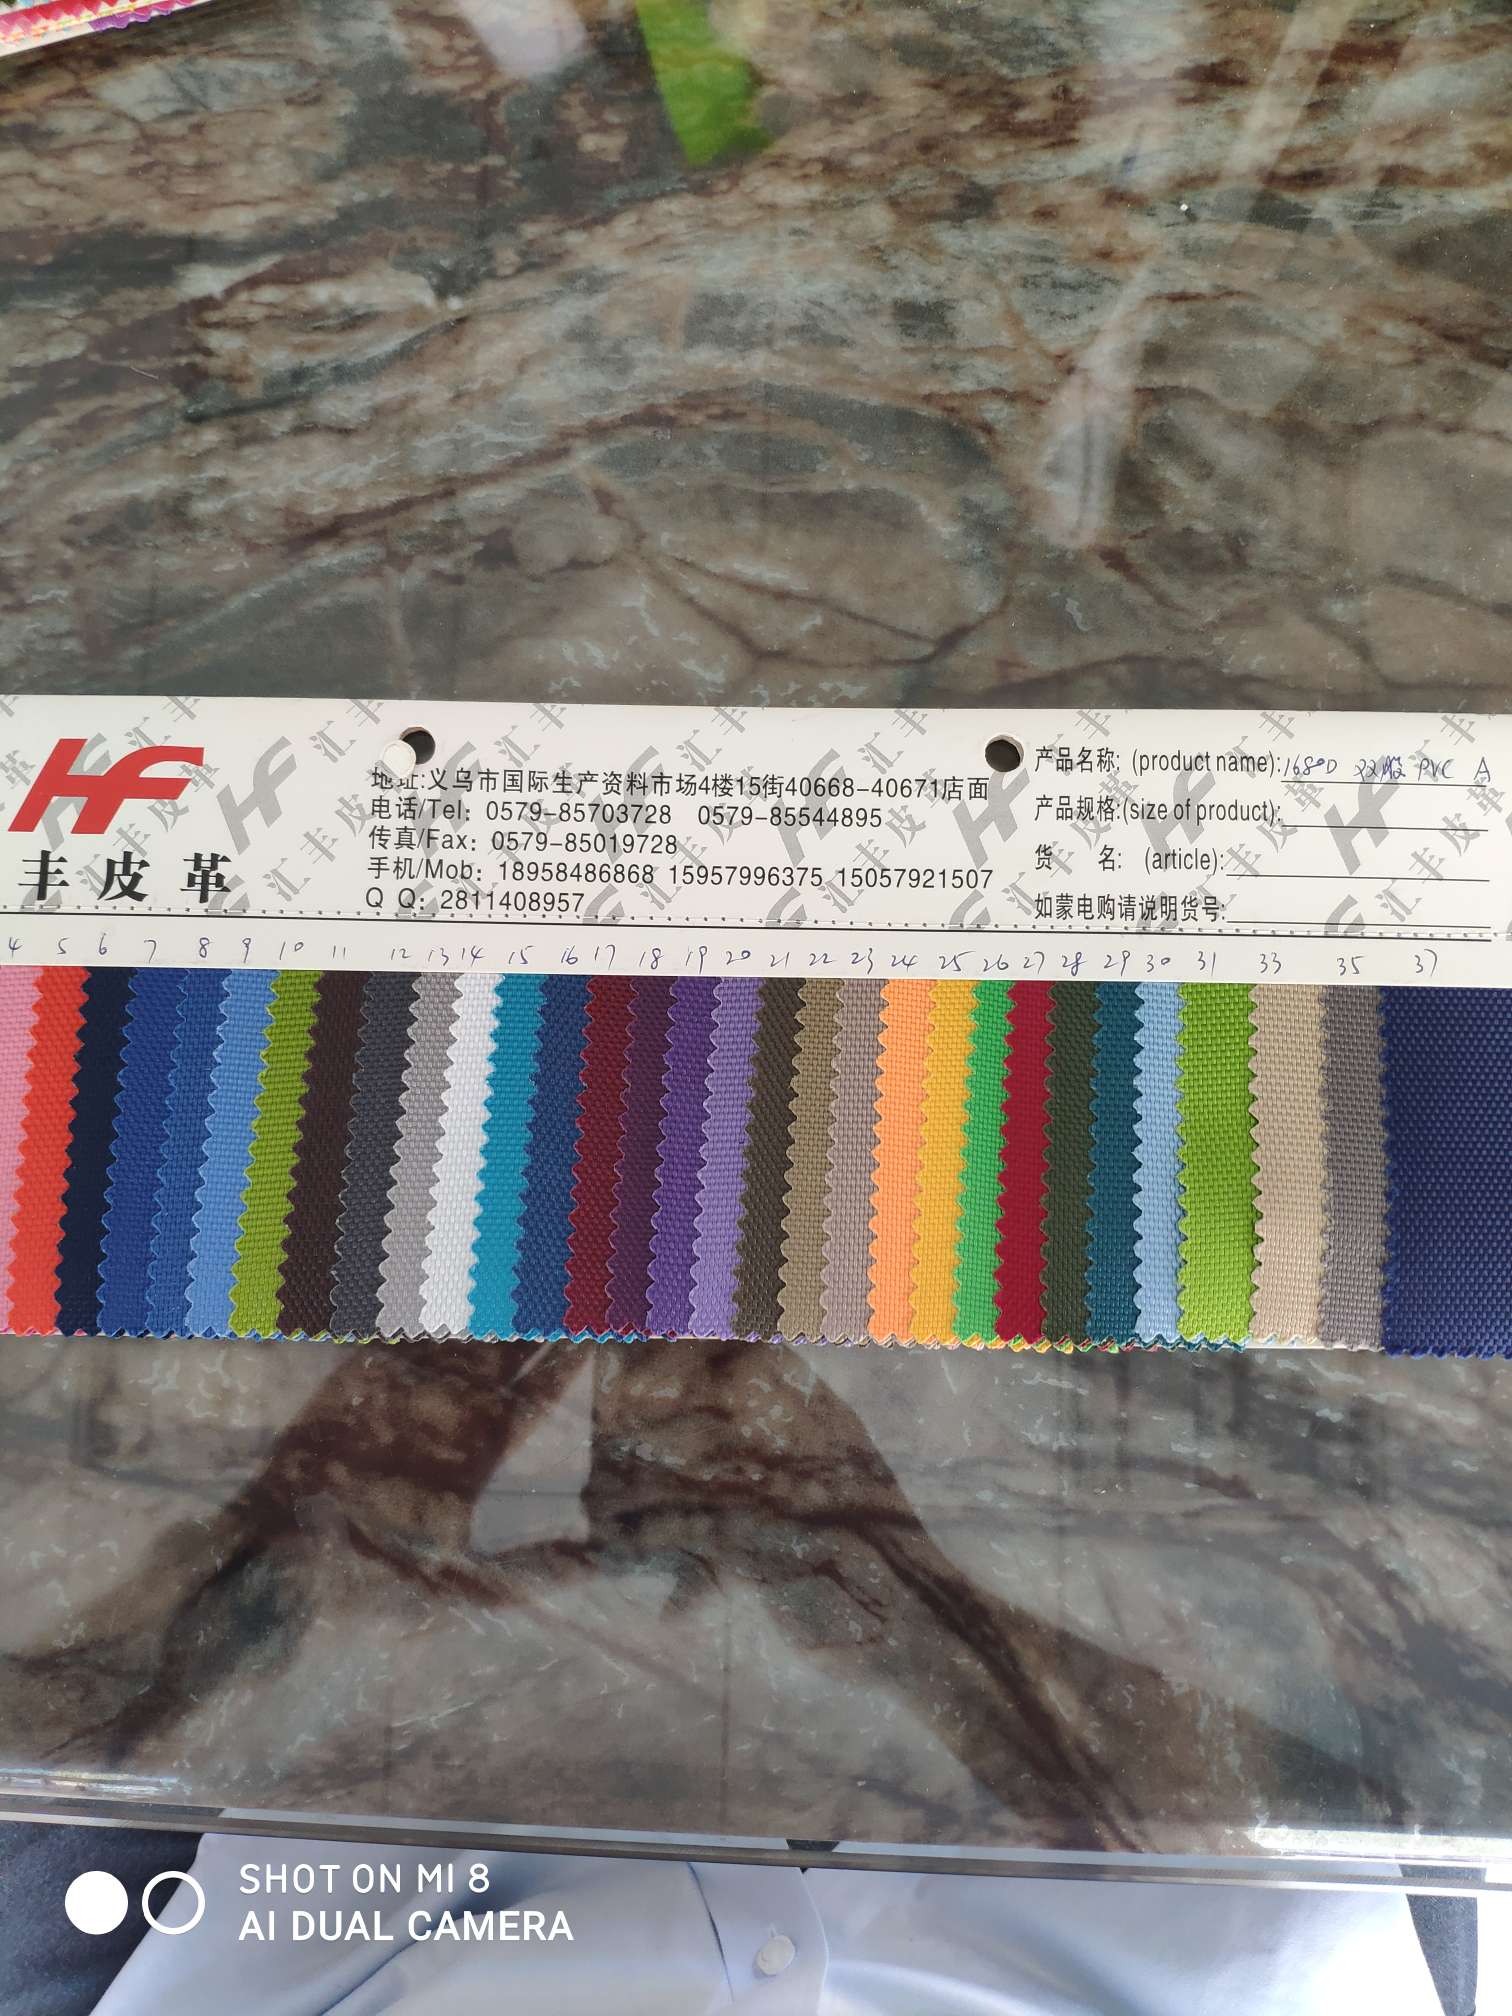 HF
丰皮革
地址:义乌市国际生产资料市场4楼15街40668-40671店面
电话/Tel: 0579-85703728 0579-85544895
传真/Fax: 0579-85019728
手机/Mob: 18958486868 15957996375 15057921507
Q Q: 2811408957
产品名称: (product name): 1680D 双股 PVC A
产品规格:(size of product):
货 名: (article):
如蒙电购请说明货号:
4 5 6 7 8 9 10 11 12 13 14 15 16 17 18 19 20 21 22 23 24 25 26 27 28 29 30 31 33 35 37
SHOT ON MI 8
AI DUAL CAMERA